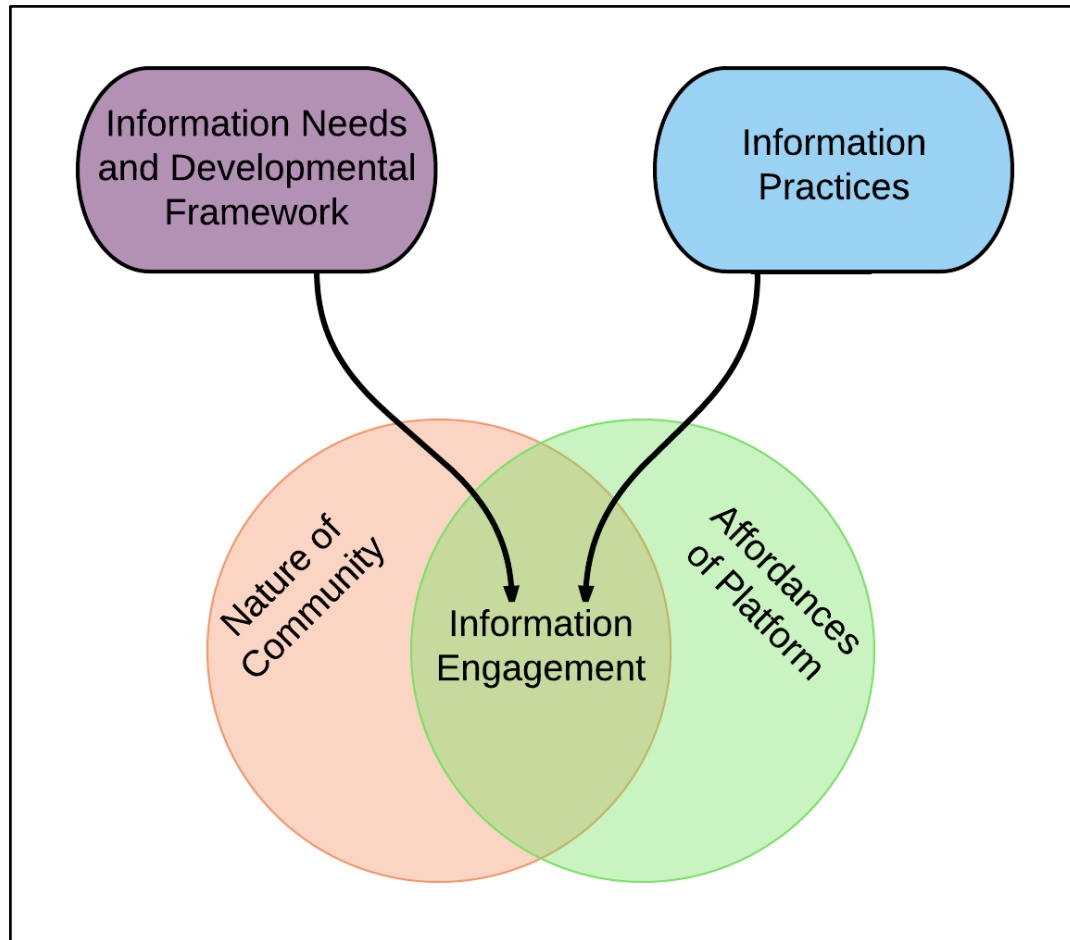 Information Needs
and Developmental
Framework
Information
Practices
Nature of
Community
Affordances
of Platform
Information
Engagement